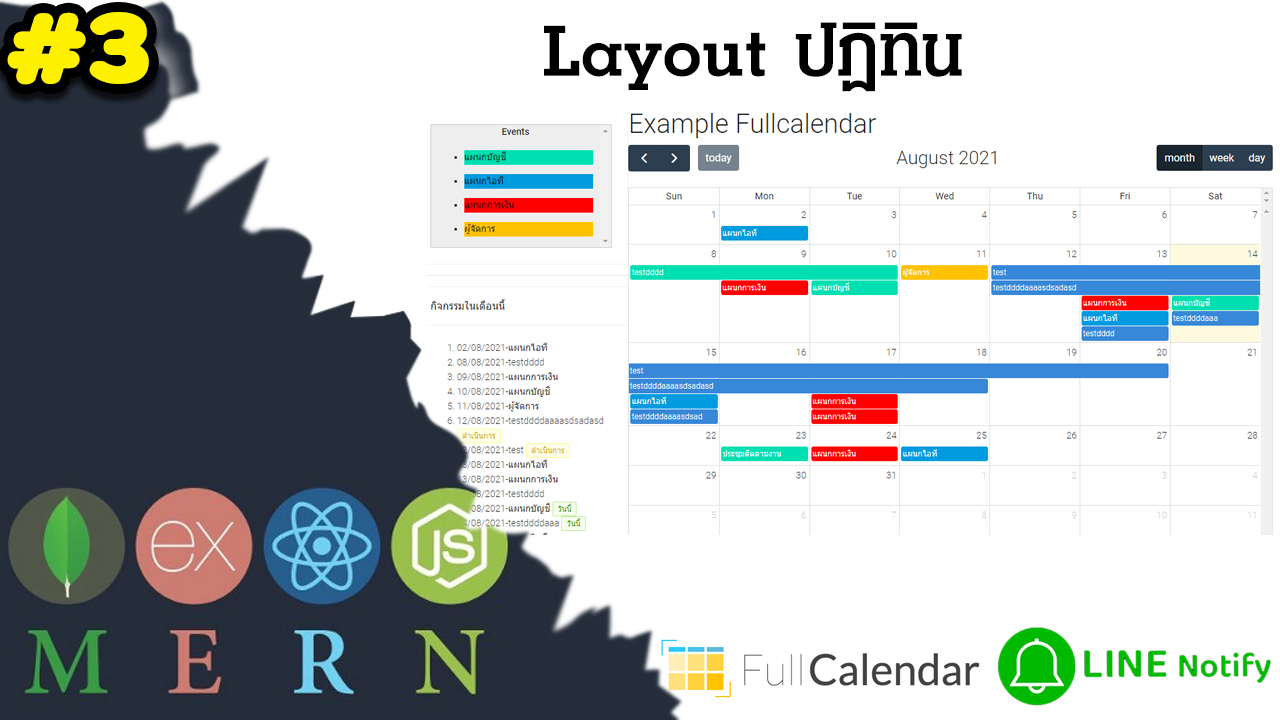 #3
Layout ปฏิทิน
Events
แผนกบัญชี
แผนกไอที
แผนกการเงิน
ผู้จัดการ
กิจกรรมในเดือนนี้
1. 02/08/2021-แผนกไอที
2. 08/08/2021-testdddd
3. 09/08/2021-แผนกการเงิน
4. 10/08/2021-แผนกบัญชี
5. 11/08/2021-ผู้จัดการ
6. 12/08/2021-testddddaaaasdsadasd
ดำเนินการ
/08/2021-test ดำเนินการ
/08/2021-แผนกไอที
3/08/2021-แผนกการเงิน
/08/2021-testdddd
/08/2021-แผนกบัญชี วันนี้
/08/2021-testddddaaa วันนี้
Example Fullcalendar
today
August 2021
month week day
Sun Mon Tue Wed Thu Fri Sat
1 2 3 4 5 6 7
แผนกไอที
8 9 10 11 12 13 14
testdddd ผู้จัดการ test
แผนกการเงิน แผนกบัญชี testddddaaaasdsadasd
แผนกการเงิน แผนกบัญชี
แผนกไอที testddddaaa
testdddd
15 16 17 18 19 20 21
test
testddddaaaasdsadasd
แผนกไอที แผนกการเงิน
testddddaaaasdsad แผนกการเงิน
22 23 24 25 26 27 28
ประชุมติดตามงาน แผนกการเงิน แผนกไอที
29 30 31 1 2 3 4
5 6 7 8 9 10 11
ex JS
M E R N
FullCalendar
LINE Notify